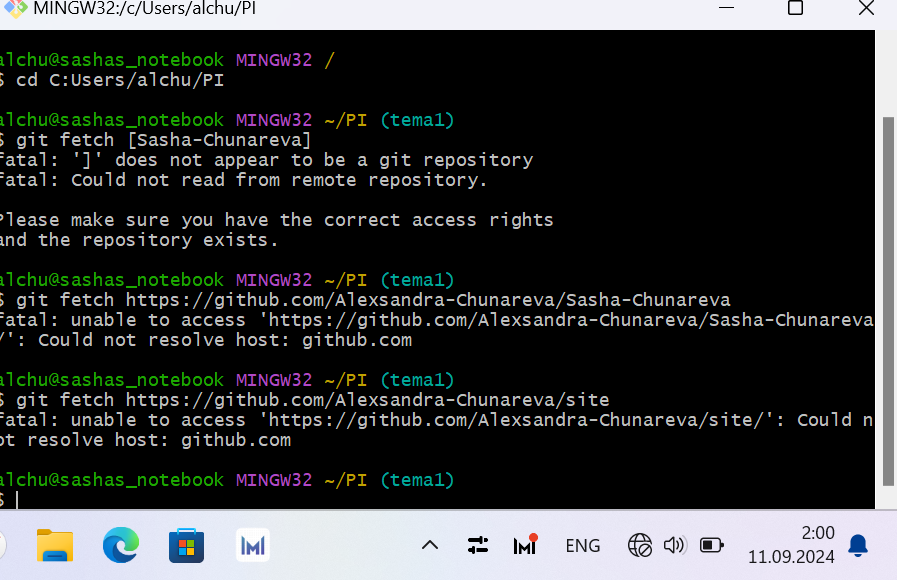 MINGW32:/c/Users/alchu/PI
alchu@sashas_notebook MINGW32 /
$ cd C:Users/alchu/PI
alchu@sashas_notebook MINGW32 ~/PI (tema1)
$ git fetch [Sasha-Chunareva]
fatal: ']' does not appear to be a git repository
fatal: Could not read from remote repository.
Please make sure you have the correct access rights
and the repository exists.
alchu@sashas_notebook MINGW32 ~/PI (tema1)
$ git fetch https://github.com/Alexsandra-Chunareva/Sasha-Chunareva
fatal: unable to access 'https://github.com/Alexsandra-Chunareva/Sasha-Chunareva
/': Could not resolve host: github.com
alchu@sashas_notebook MINGW32 ~/PI (tema1)
$ git fetch https://github.com/Alexsandra-Chunareva/site
fatal: unable to access 'https://github.com/Alexsandra-Chunareva/site/': Could n
ot resolve host: github.com
alchu@sashas_notebook MINGW32 ~/PI (tema1)
$
ENG
2:00
11.09.2024